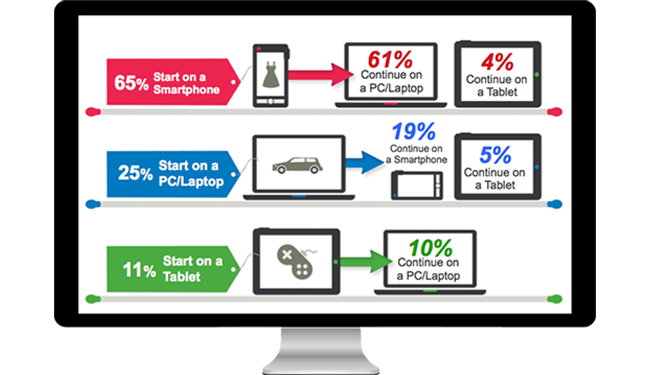 65% Start on a
Smartphone
61%
Continue on
a PC/Laptop
4%
Continue on
a Tablet
25% Start on a
PC/Laptop
19%
Continue on
a Smartphone
5%
Continue on
a Tablet
11% Start on a
Tablet
10%
Continue on
a PC/Laptop